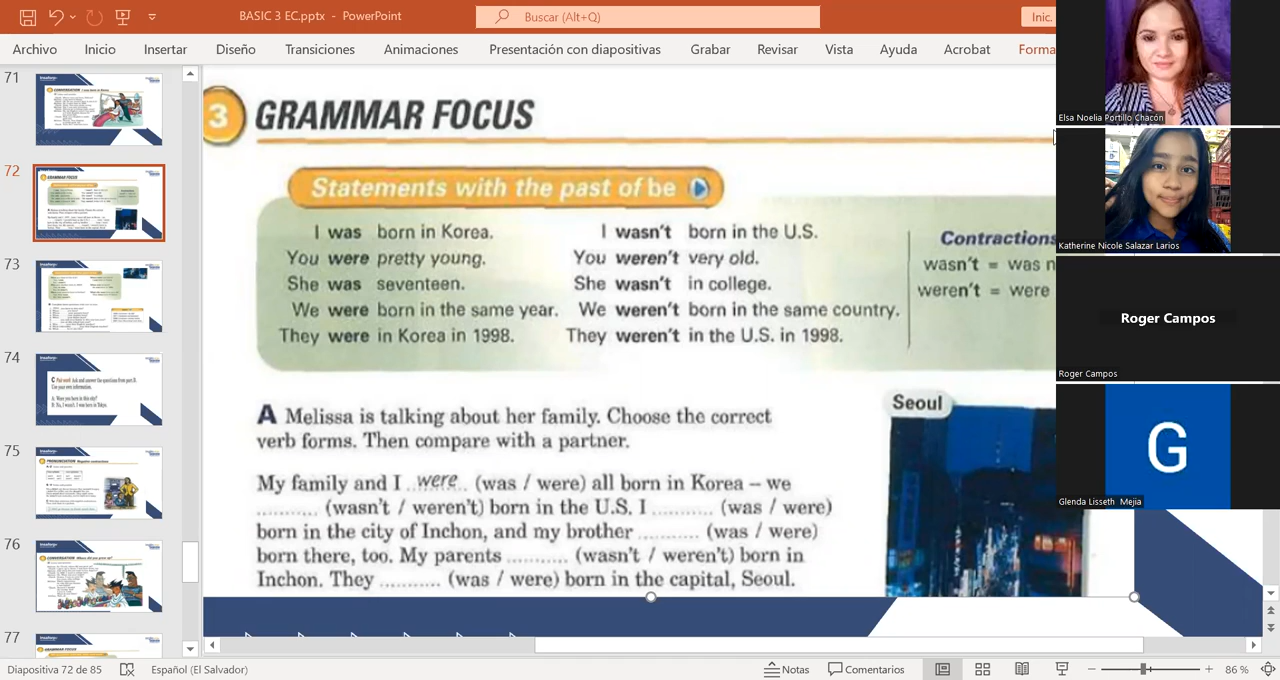 BASIC 3 EC.pptx - PowerPoint
Buscar (Alt+Q)
Inic.
Archivo Inicio Insertar Diseño Transiciones Animaciones Presentación con diapositivas Grabar Revisar Vista Ayuda Acrobat Forma
71
72
73
74
75
76
77
3 GRAMMAR FOCUS
Statements with the past of be
I was born in Korea.
You were pretty young.
She was seventeen.
We were born in the same year.
They were in Korea in 1998.
I wasn't born in the U.S.
You weren't very old.
She wasn't in college.
We weren't born in the same country.
They weren't in the U.S. in 1998.
Contractions
wasn't = was n
weren't = were
A Melissa is talking about her family. Choose the correct
verb forms. Then compare with a partner.
My family and I ..were.. (was / were) all born in Korea – we
.......... (wasn't / weren't) born in the U.S. I .......... (was / were)
born in the city of Inchon, and my brother .......... (was / were)
born there, too. My parents .......... (wasn't / weren't) born in
Inchon. They .......... (was / were) born in the capital, Seoul.
Seoul
Elsa Noelia Portillo Chacón
Katherine Nicole Salazar Larios
Roger Campos
Roger Campos
G
Glenda Lisseth Mejia
Diapositiva 72 de 85 Español (El Salvador) Notas Comentarios 86 %